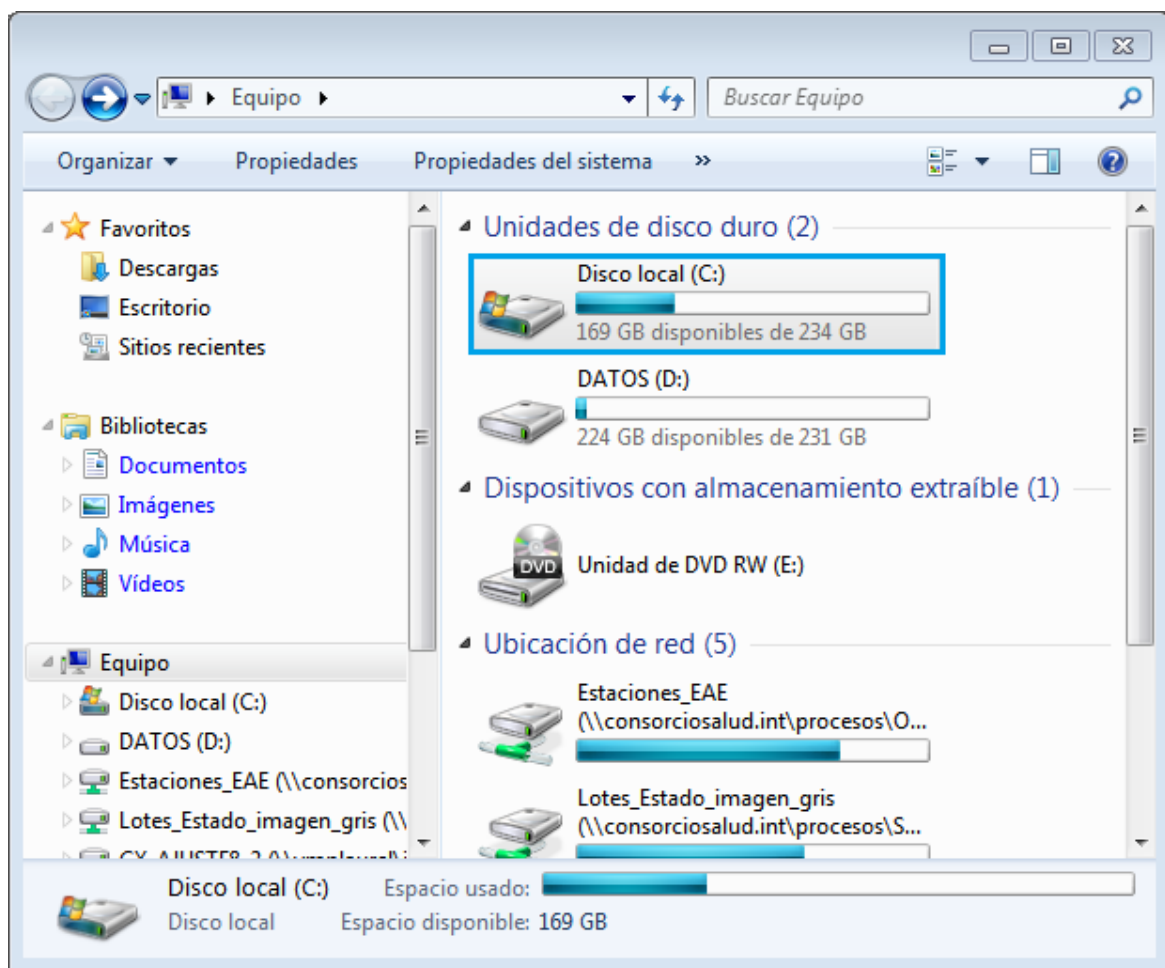 Equipo
Buscar Equipo
Organizar
Propiedades
Propiedades del sistema
»
Favoritos
Descargas
Escritorio
Sitios recientes
Bibliotecas
Documentos
Imágenes
Música
Vídeos
Equipo
Disco local (C:)
DATOS (D:)
Estaciones_EAE (\\consorcios
Lotes_Estado_imagen_gris (\\
Unidades de disco duro (2)
Disco local (C:)
169 GB disponibles de 234 GB
DATOS (D:)
224 GB disponibles de 231 GB
Dispositivos con almacenamiento extraíble (1)
DVD
Unidad de DVD RW (E:)
Ubicación de red (5)
Estaciones_EAE
(\\consorciosalud.int\procesos\O...
Lotes_Estado_imagen_gris
(\\consorciosalud.int\procesos\S...
Disco local (C:) Espacio usado:
Disco local Espacio disponible: 169 GB